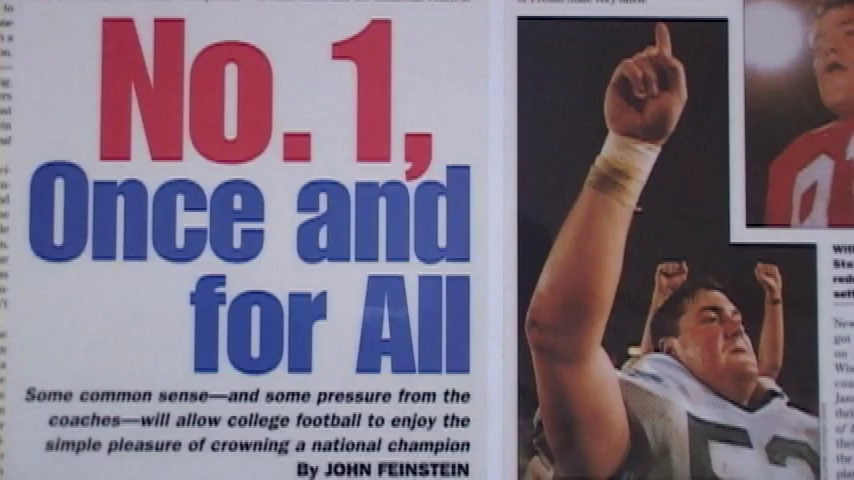 No. 1,
Once and
for All
Some common sense—and some pressure from the
coaches—will allow college football to enjoy the
simple pleasure of crowning a national champion
By JOHN FEINSTEIN